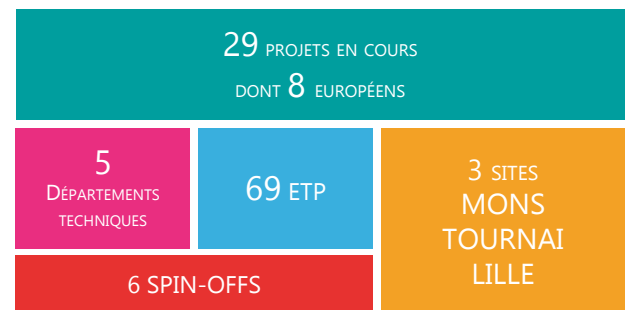 29 PROJETS EN COURS
DONT 8 EUROPÉENS
5
DÉPARTEMENTS
TECHNIQUES
69 ETP
3 SITES
MONS
TOURNAI
LILLE
6 SPIN-OFFS